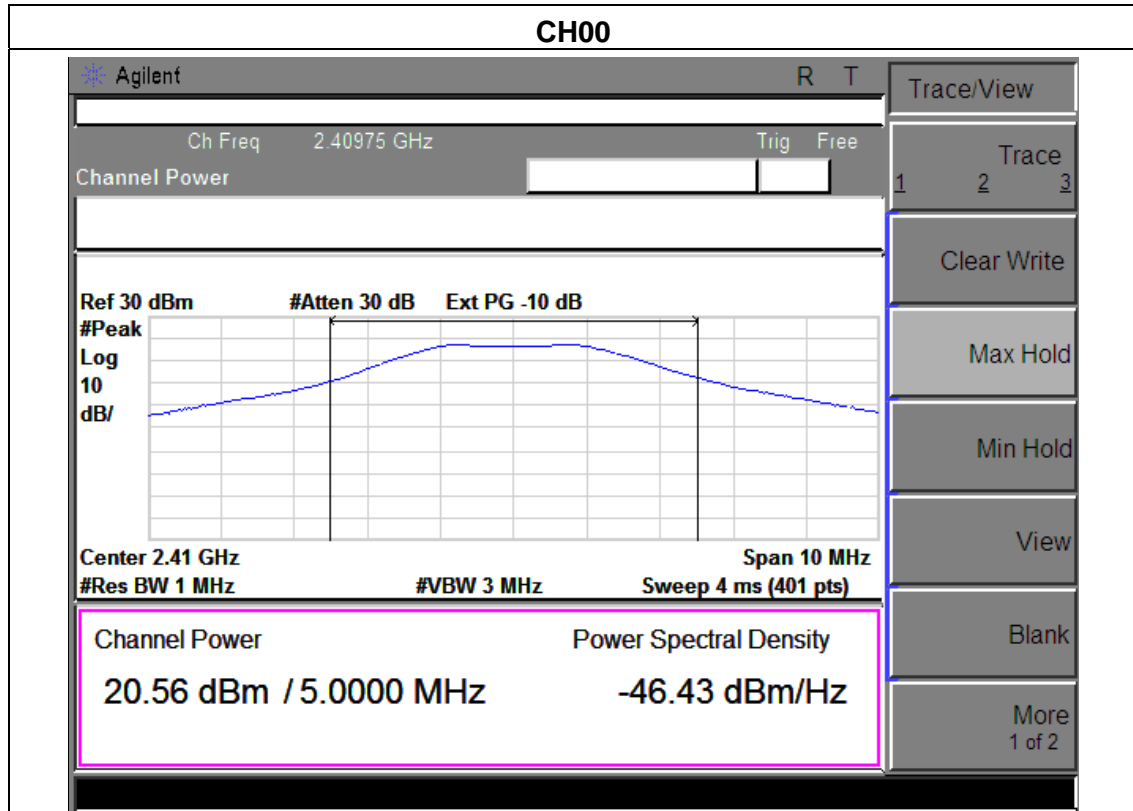 CH00
Agilent R T
Trace/View
Ch Freq 2.40975 GHz Trig Free
Channel Power
Trace
1 2 3
Clear Write
Ref 30 dBm #Atten 30 dB Ext PG -10 dB
#Peak
Log
10
dB/
Max Hold
Min Hold
Center 2.41 GHz Span 10 MHz
#Res BW 1 MHz #VBW 3 MHz Sweep 4 ms (401 pts)
View
Channel Power Power Spectral Density
20.56 dBm / 5.0000 MHz -46.43 dBm/Hz
Blank
More
1 of 2